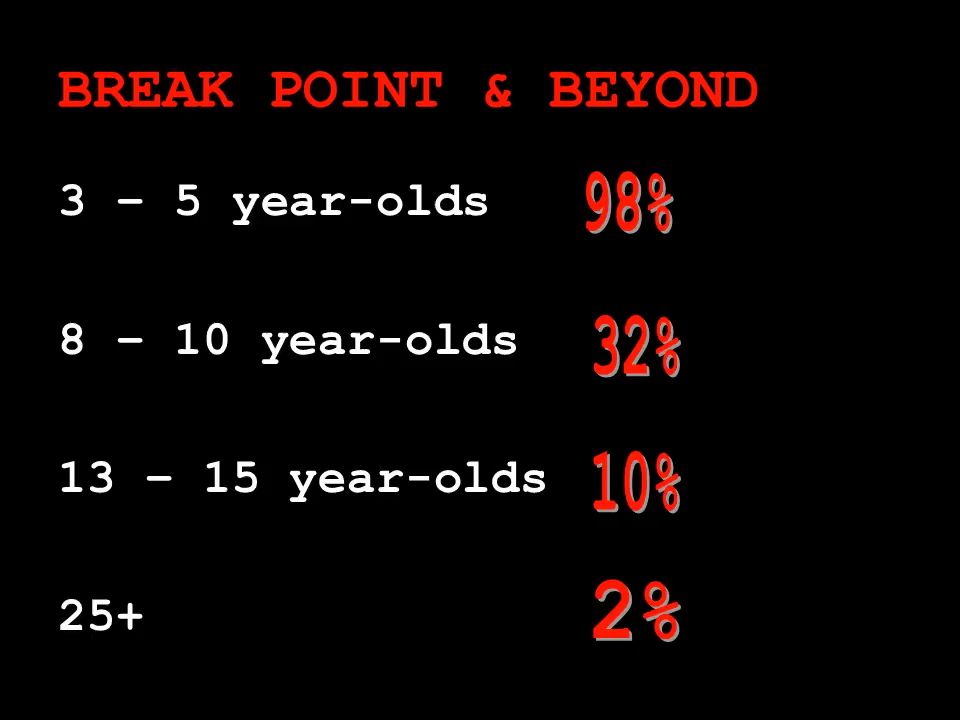 BREAK POINT & BEYOND
3 – 5 year-olds 98%
8 – 10 year-olds 32%
13 – 15 year-olds 10%
25+ 2%